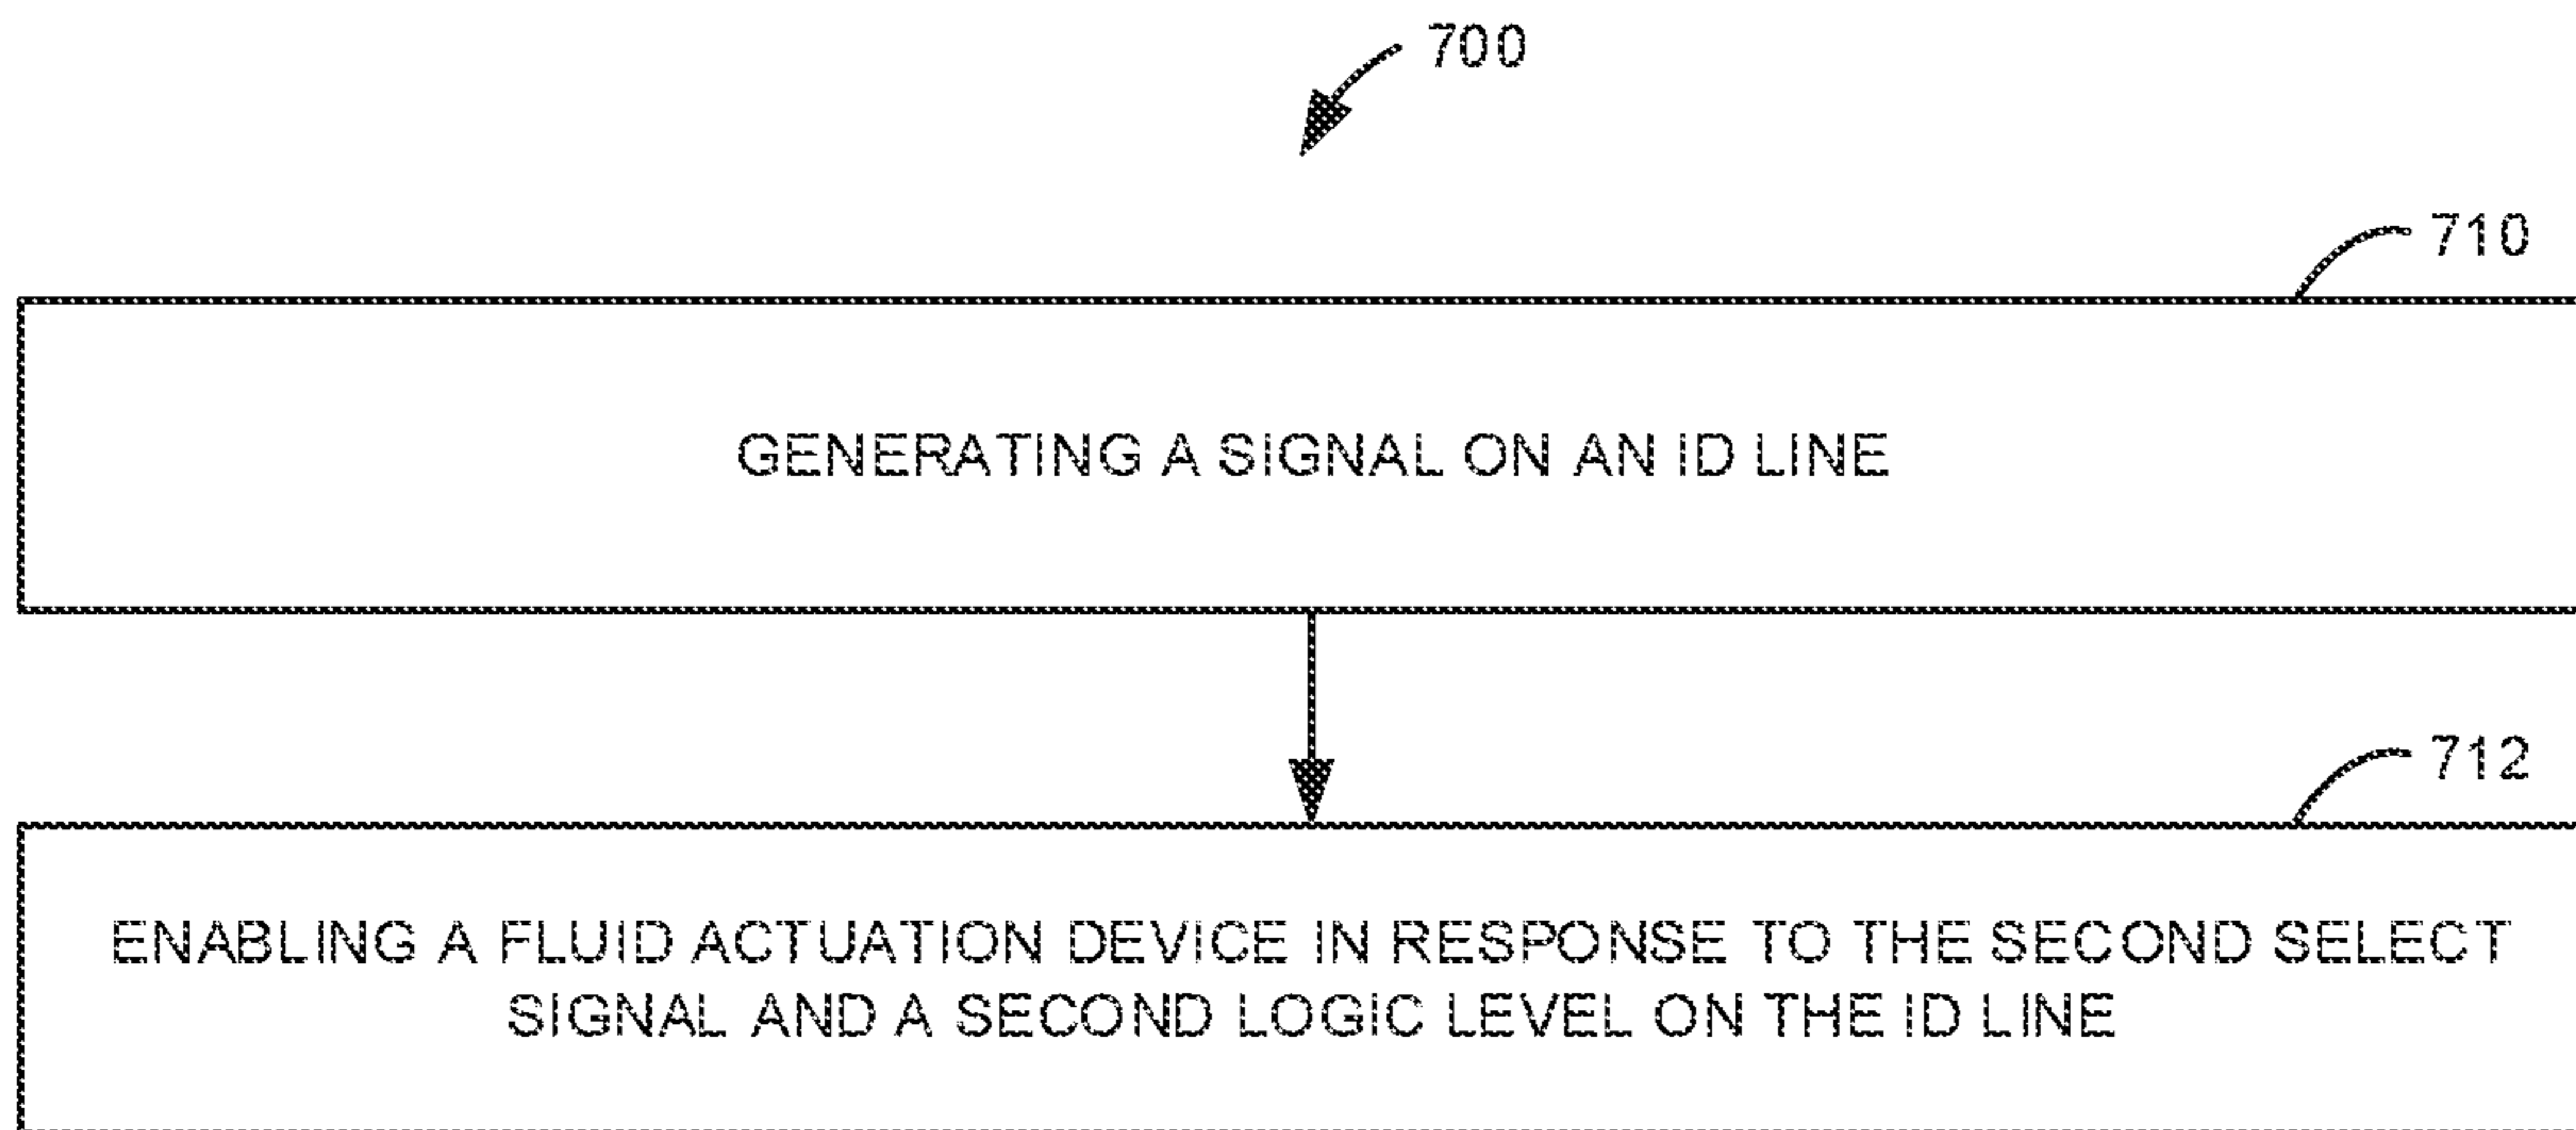 700
710
GENERATING A SIGNAL ON AN ID LINE
712
ENABLING A FLUID ACTUATION DEVICE IN RESPONSE TO THE SECOND SELECT
SIGNAL AND A SECOND LOGIC LEVEL ON THE ID LINE